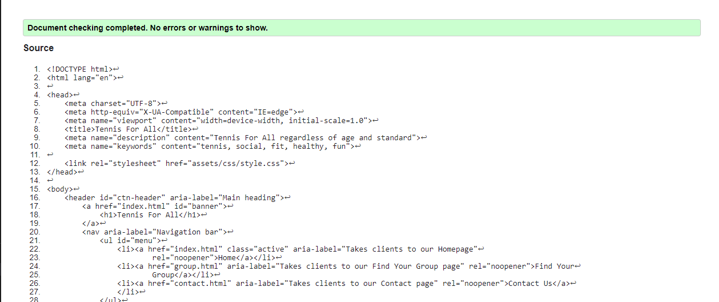 Document checking completed. No errors or warnings to show.
Source
1. <!DOCTYPE html>↩
2. <html lang="en">↩
3. ↩
4. <head>↩
5. <meta charset="UTF-8">↩
6. <meta http-equiv="X-UA-Compatible" content="IE=edge">↩
7. <meta name="viewport" content="width=device-width, initial-scale=1.0">↩
8. <title>Tennis For All</title>↩
9. <meta name="description" content="Tennis For All regardless of age and standard">↩
10. <meta name="keywords" content="tennis, social, fit, healthy, fun">↩
11. ↩
12. <link rel="stylesheet" href="assets/css/style.css">↩
13. </head>↩
14. ↩
15. <body>↩
16. <header id="ctn-header" aria-label="Main heading">↩
17. <a href="index.html" id="banner">↩
18. <h1>Tennis For All</h1>↩
19. </a>↩
20. <nav aria-label="Navigation bar">↩
21. <ul id="menu">↩
22. <li><a href="index.html" class="active" aria-label="Takes clients to our Homepage"↩
23. rel="noopener">Home</a></li>↩
24. <li><a href="group.html" aria-label="Takes clients to our Find Your Group page" rel="noopener">Find Your↩
25. Group</a></li>↩
26. <li><a href="contact.html" aria-label="Takes clients to our Contact page" rel="noopener">Contact Us</a>↩
27. </li>↩
28. </ul>↩